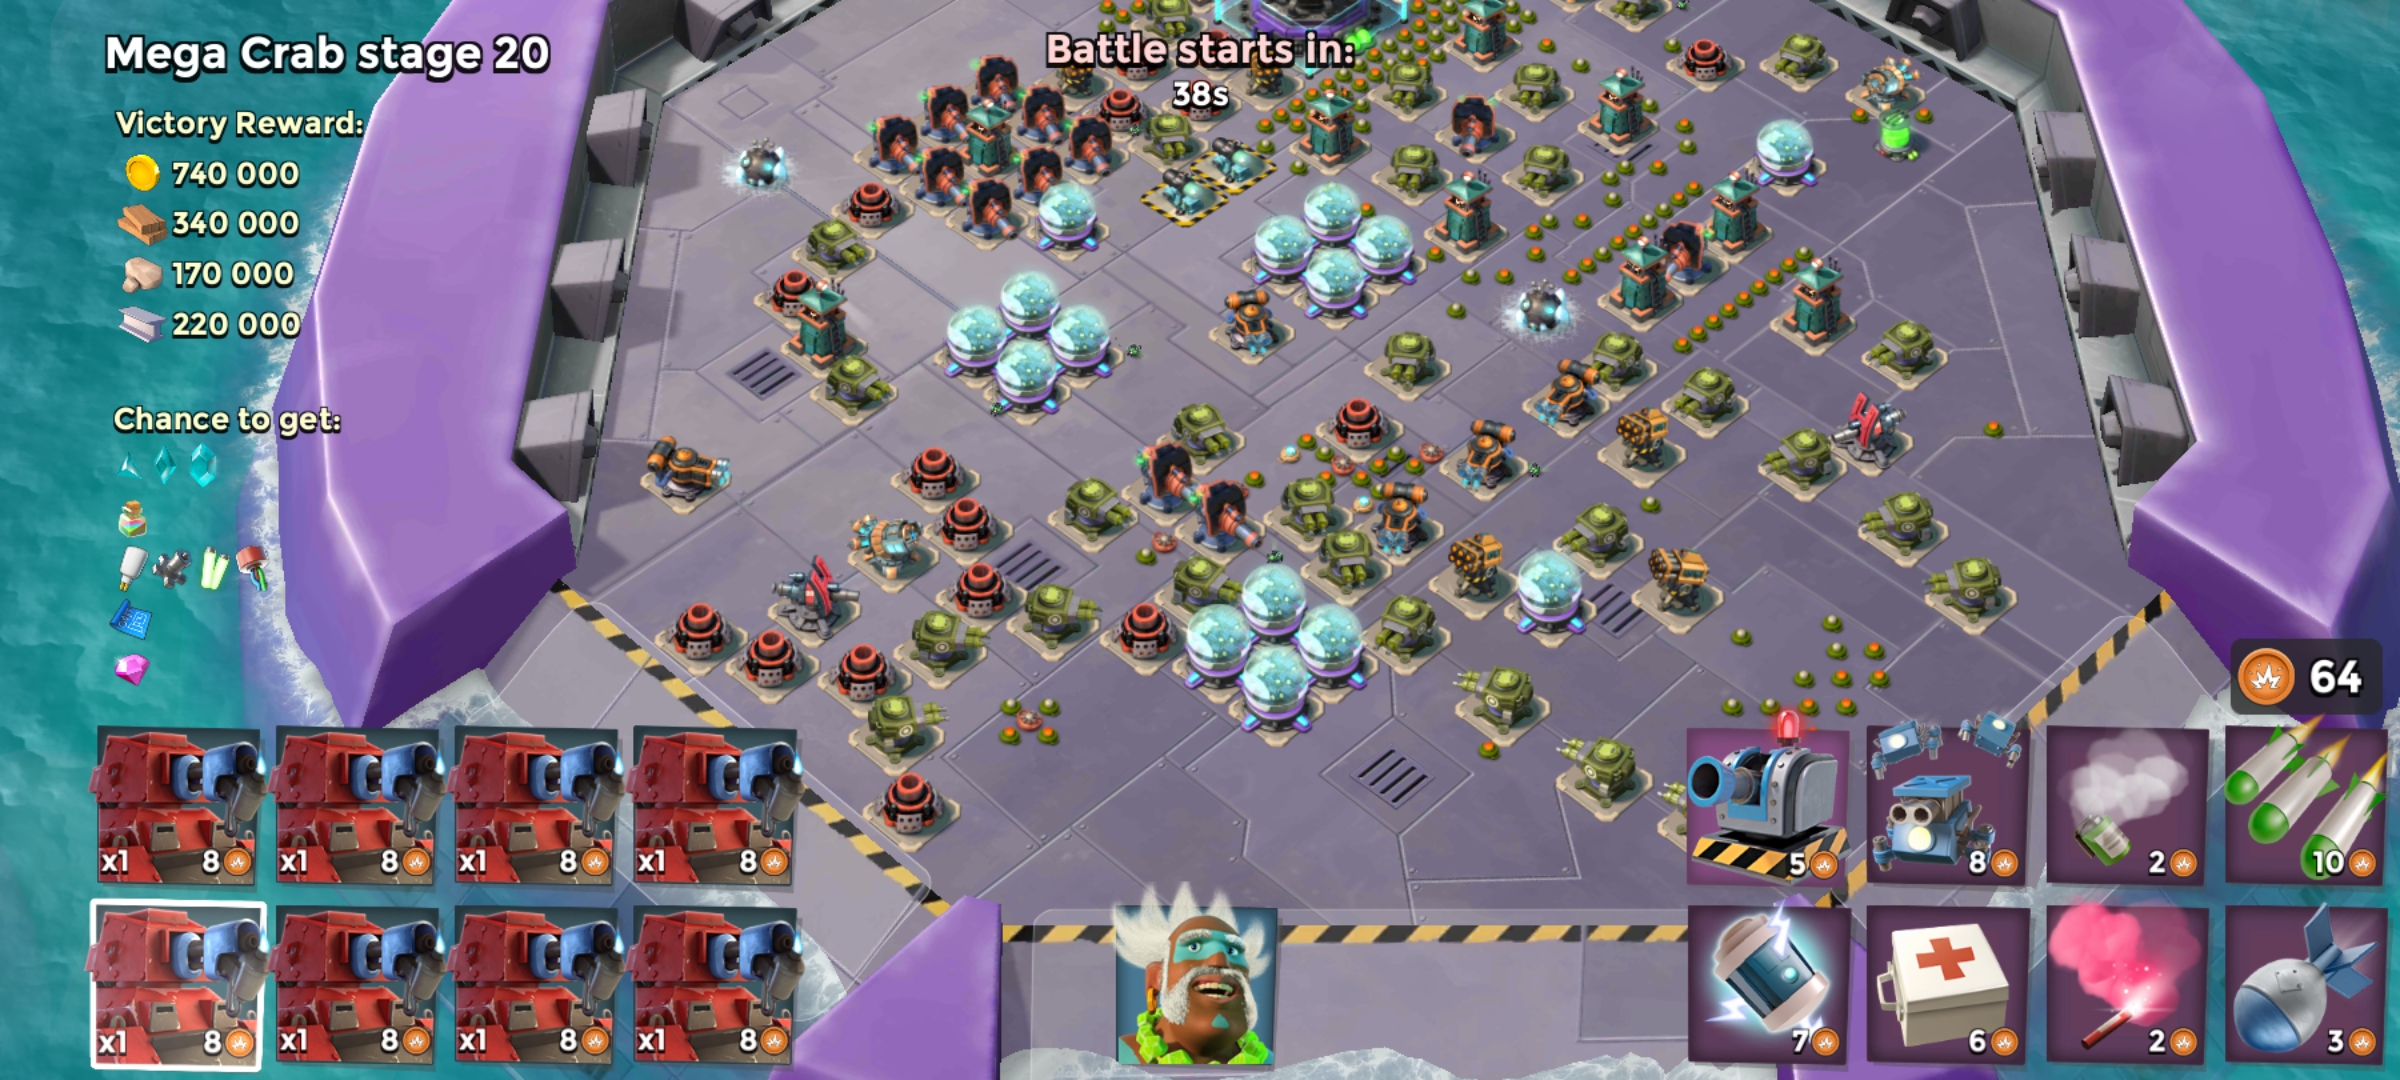 Mega Crab stage 20
Battle starts in:
38s
Victory Reward:
740 000
340 000
170 000
220 000
Chance to get:
64
x1 8
x1 8
x1 8
x1 8
5
8
2
10
x1 8
x1 8
x1 8
x1 8
7
6
2
3